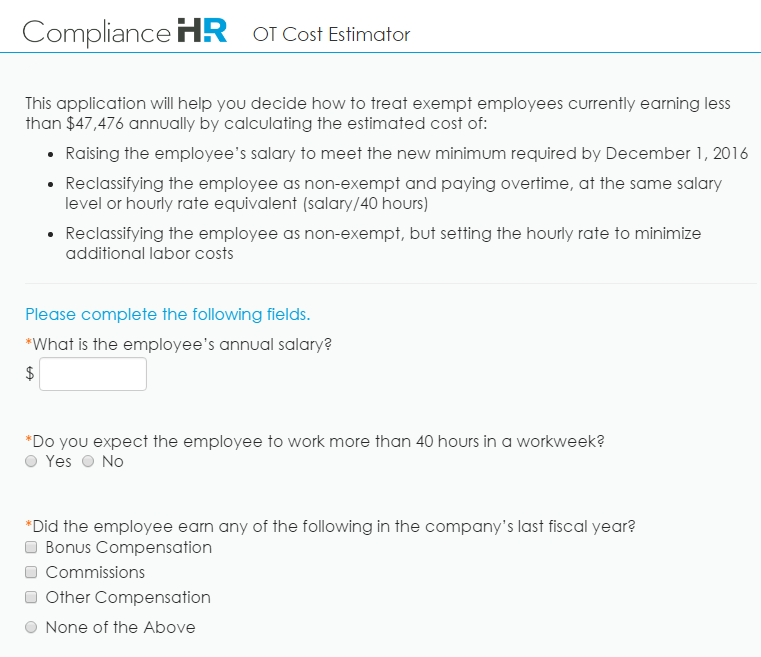 Compliance HR OT Cost Estimator
This application will help you decide how to treat exempt employees currently earning less
than $47,476 annually by calculating the estimated cost of:
• Raising the employee's salary to meet the new minimum required by December 1, 2016
• Reclassifying the employee as non-exempt and paying overtime, at the same salary
level or hourly rate equivalent (salary/40 hours)
• Reclassifying the employee as non-exempt, but setting the hourly rate to minimize
additional labor costs
Please complete the following fields.
*What is the employee's annual salary?
$
*Do you expect the employee to work more than 40 hours in a workweek?
Yes No
*Did the employee earn any of the following in the company's last fiscal year?
Bonus Compensation
Commissions
Other Compensation
None of the Above